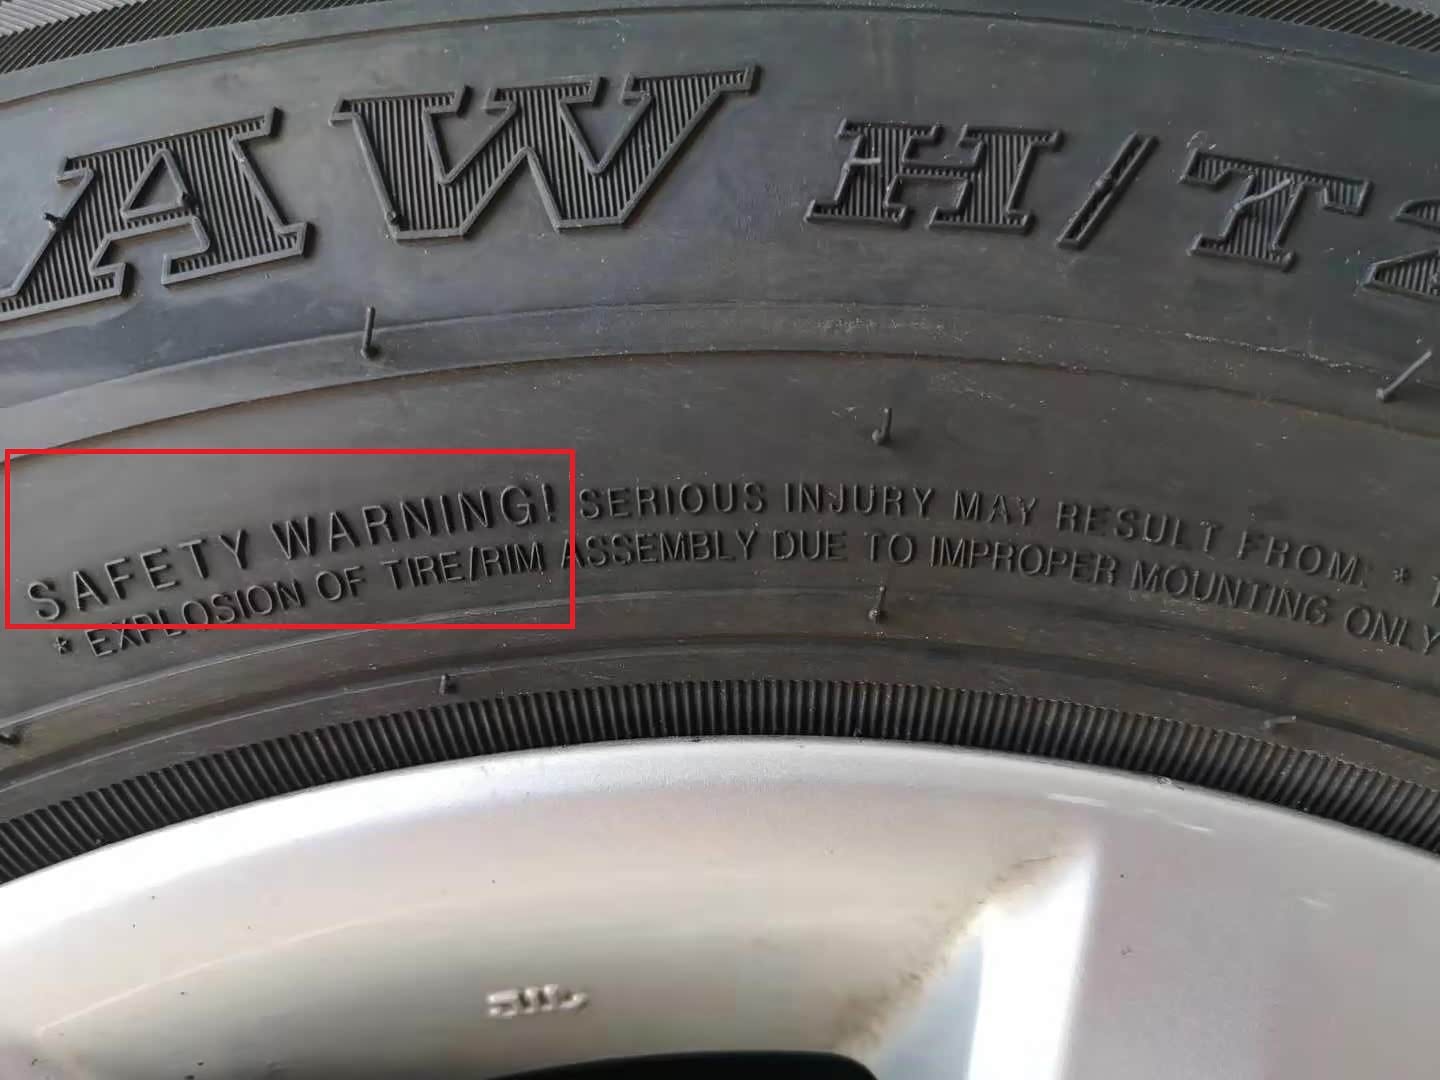 AW H/T
SAFETY WARNING! SERIOUS INJURY MAY RESULT FROM: *
* EXPLOSION OF TIRE/RIM ASSEMBLY DUE TO IMPROPER MOUNTING ONLY